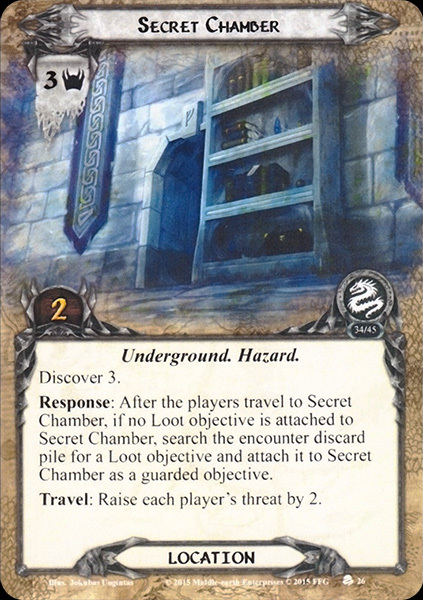 Secret Chamber
3
2
34/45
Underground. Hazard.
Discover 3.
Response: After the players travel to Secret
Chamber, if no Loot objective is attached to
Secret Chamber, search the encounter discard
pile for a Loot objective and attach it to Secret
Chamber as a guarded objective.
Travel: Raise each player's threat by 2.
LOCATION
Illus. Jokubas Uogintas © 2015 Middle-earth Enterprises © 2015 FFG 26